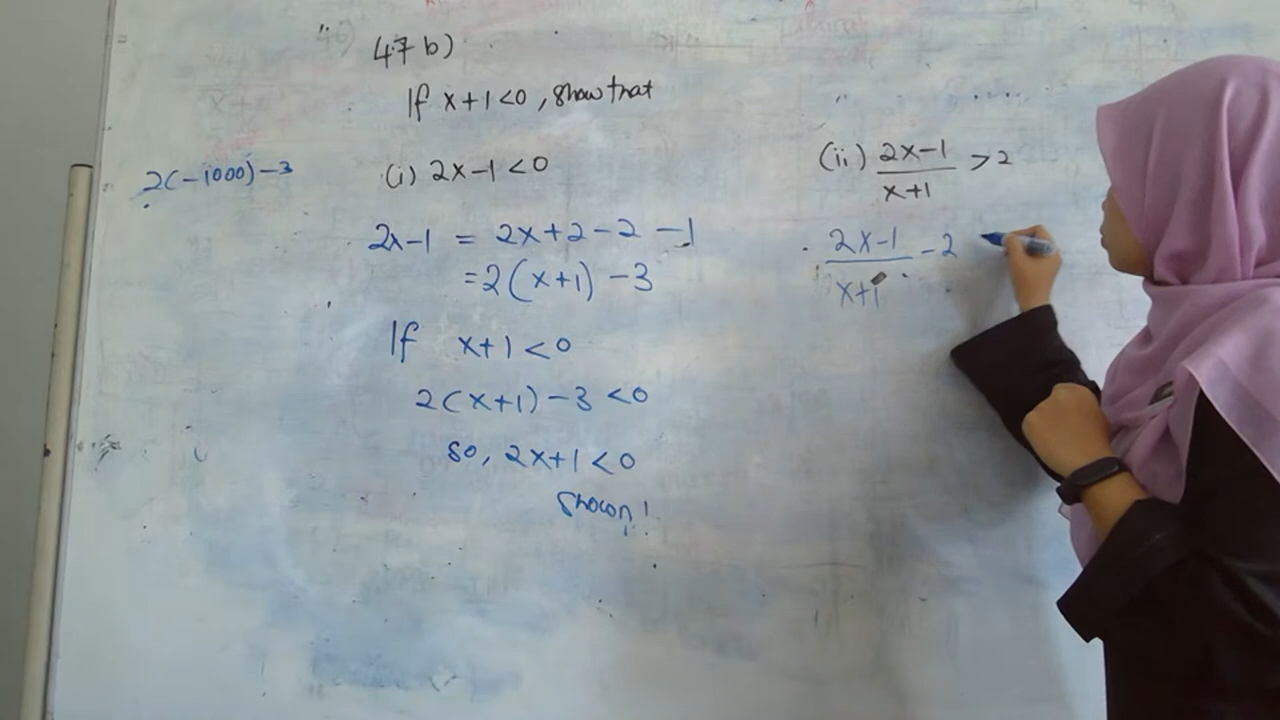 47 b)
If x+1<0, show that
2(-1000)-3
(i) 2x-1<0
2x-1 = 2x+2-2-1
=2(x+1)-3
If x+1<0
2(x+1)-3<0
so, 2x+1<0
Shown!
(ii) 2x-1/x+1 >2
2x-1/x+1 -2